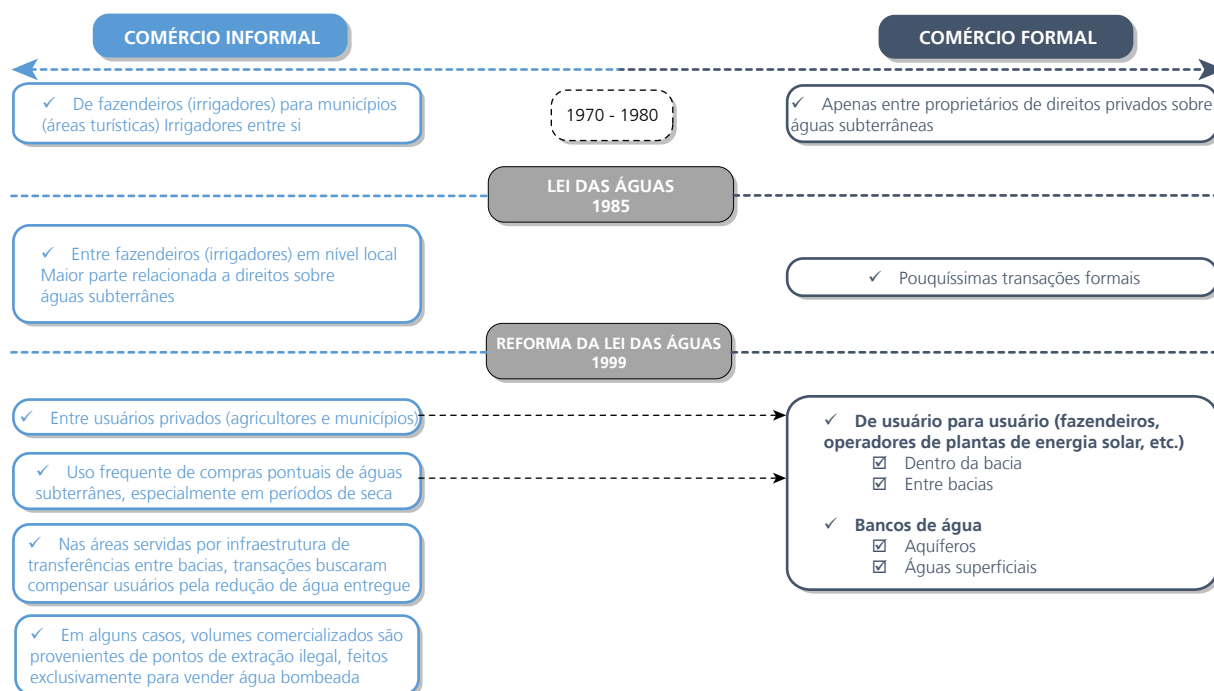 COMÉRCIO INFORMAL
COMÉRCIO FORMAL
✓ De fazendeiros (irrigadores) para municípios
(áreas turísticas) Irrigadores entre si
1970 - 1980
✓ Apenas entre proprietários de direitos privados sobre
águas subterrâneas
LEI DAS ÁGUAS
1985
✓ Entre fazendeiros (irrigadores) em nível local
Maior parte relacionada a direitos sobre
águas subterrânes
✓ Pouquíssimas transações formais
REFORMA DA LEI DAS ÁGUAS
1999
✓ Entre usuários privados (agricultores e municípios)
✓ Uso frequente de compras pontuais de águas
subterrânes, especialmente em períodos de seca
✓ Nas áreas servidas por infraestrutura de
transferências entre bacias, transações buscaram
compensar usuários pela redução de água entregue
✓ Em alguns casos, volumes comercializados são
provenientes de pontos de extração ilegal, feitos
exclusivamente para vender água bombeada
✓ De usuário para usuário (fazendeiros,
operadores de plantas de energia solar, etc.)
☑ Dentro da bacia
☑ Entre bacias
✓ Bancos de água
☑ Aquíferos
☑ Águas superficiais